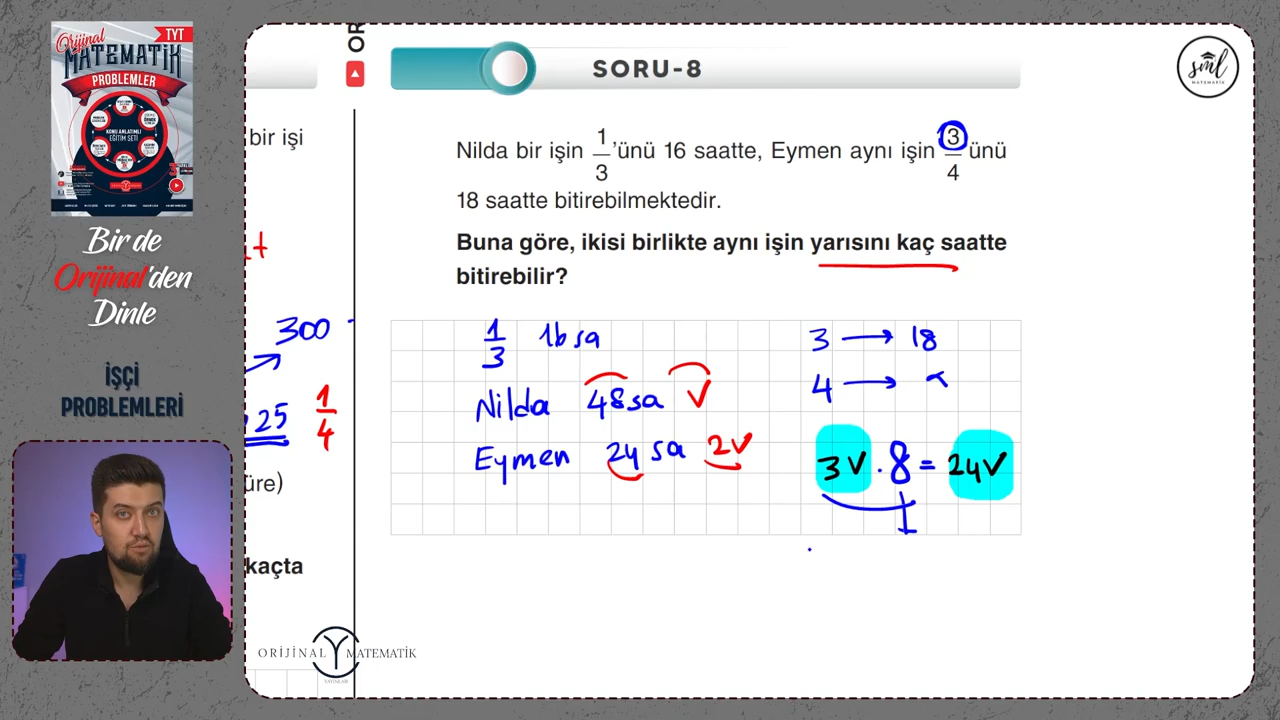 TYT
Orijinal
MATEMATİK
PROBLEMLER
KONU ANLATIMLI
EĞİTİM SETİ
Bir de
Orijinal'den
Dinle
İŞÇİ
PROBLEMLERİ
bir işi
300
25
1/4
üre)
kaçta
OR
SORU-8
sml
MATEMATİK
Nilda bir işin 1/3'ünü 16 saatte, Eymen aynı işin 3/4'ünü
18 saatte bitirebilmektedir.
Buna göre, ikisi birlikte aynı işin yarısını kaç saatte
bitirebilir?
1/3 16 sa
Nilda 48 sa V
Eymen 24 sa 2V
3 → 18
4 →
3V . 8 = 24V
ORİJİNAL MATEMATİK
YAYINLARI